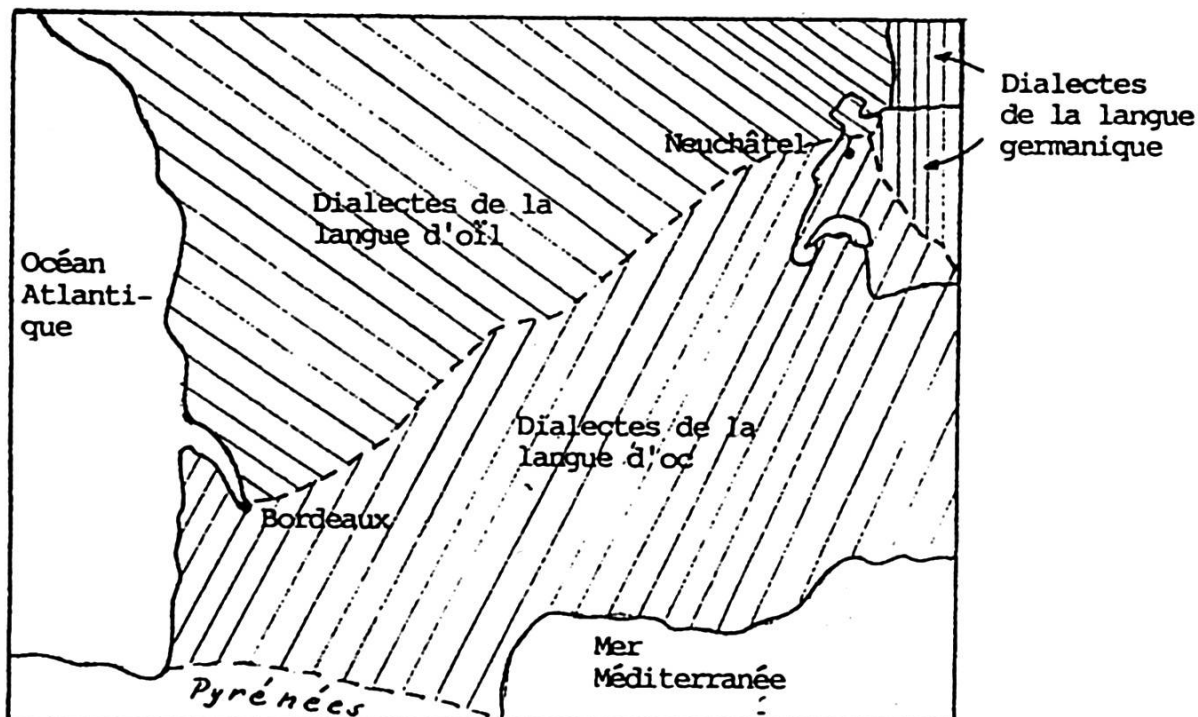 Dialectes
de la langue
germanique
Neuchâtel
Dialectes de la
langue d'oïl
Océan
Atlanti-
que
Dialectes de la
langue d'oc
Bordeaux
Mer
Méditerranée
Pyrénées